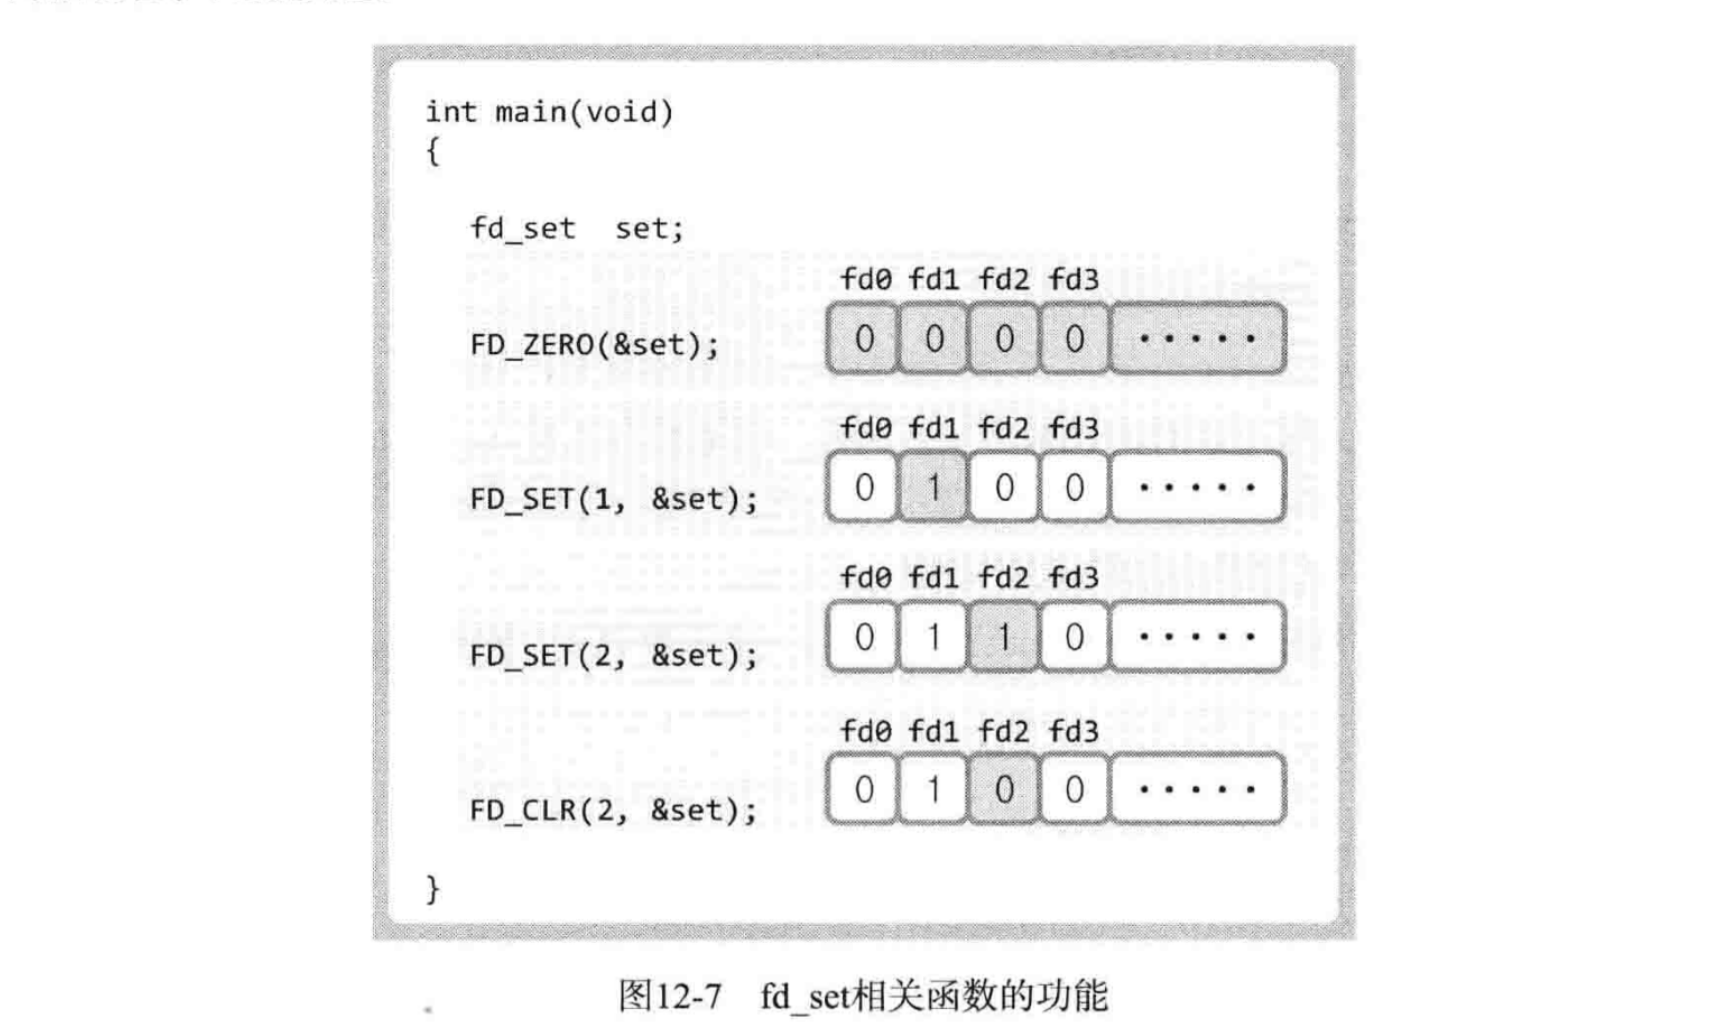 int main(void)
{
fd_set set;
fd0 fd1 fd2 fd3
FD_ZERO(&set); 0 0 0 0 ·····
fd0 fd1 fd2 fd3
FD_SET(1, &set); 0 1 0 0 ·····
fd0 fd1 fd2 fd3
FD_SET(2, &set); 0 1 1 0 ·····
fd0 fd1 fd2 fd3
FD_CLR(2, &set); 0 1 0 0 ·····
}
图12-7 fd_set相关函数的功能